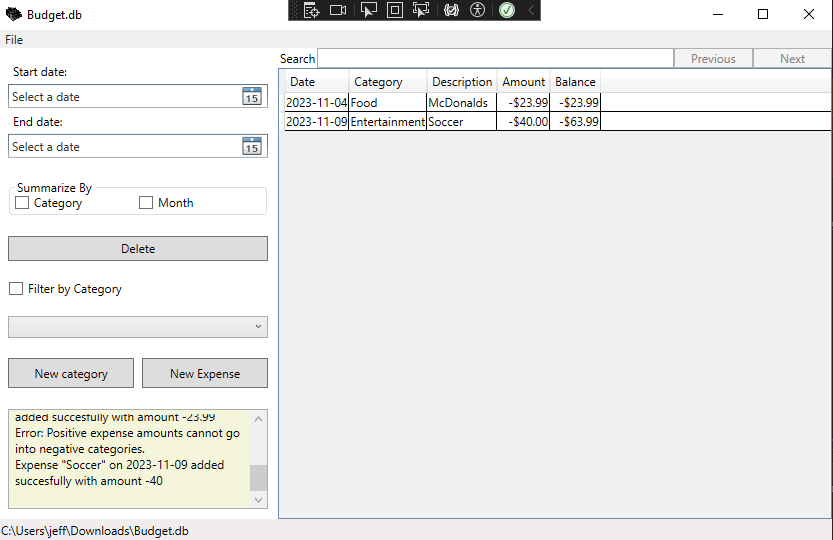 Budget.db
File
Start date:
Select a date
15
End date:
Select a date
15
Summarize By
Category
Month
Delete
Filter by Category
New category
New Expense
added succesfully with amount -23.99
Error: Positive expense amounts cannot go
into negative categories.
Expense "Soccer" on 2023-11-09 added
succesfully with amount -40
Search
Previous
Next
Date Category Description Amount Balance
2023-11-04 Food McDonalds -$23.99 -$23.99
2023-11-09 Entertainment Soccer -$40.00 -$63.99
C:\Users\jeff\Downloads\Budget.db